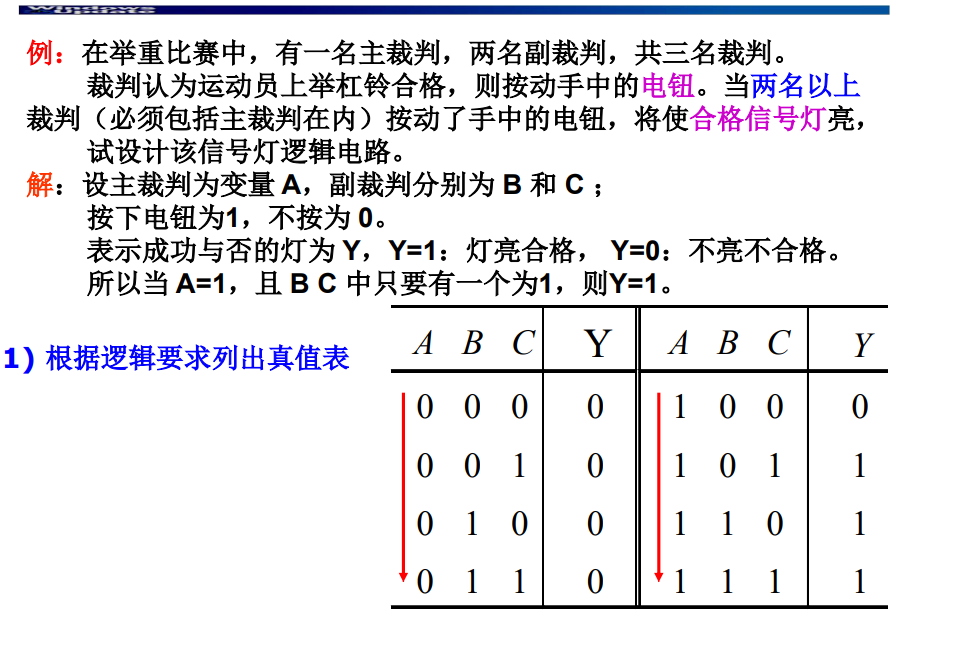 Windows
Update
例：在举重比赛中，有一名主裁判，两名副裁判，共三名裁判。
裁判认为运动员上举杠铃合格，则按动手中的电钮。当两名以上
裁判（必须包括主裁判在内）按动了手中的电钮，将使合格信号灯亮，
试设计该信号灯逻辑电路。
解：设主裁判为变量 A，副裁判分别为 B 和 C ；
按下电钮为1，不按为 0。
表示成功与否的灯为 Y，Y=1：灯亮合格， Y=0：不亮不合格。
所以当 A=1，且 B C 中只要有一个为1，则Y=1。
1）根据逻辑要求列出真值表
A B C Y A B C Y
0 0 0 0 1 0 0 0
0 0 1 0 1 0 1 1
0 1 0 0 1 1 0 1
0 1 1 0 1 1 1 1